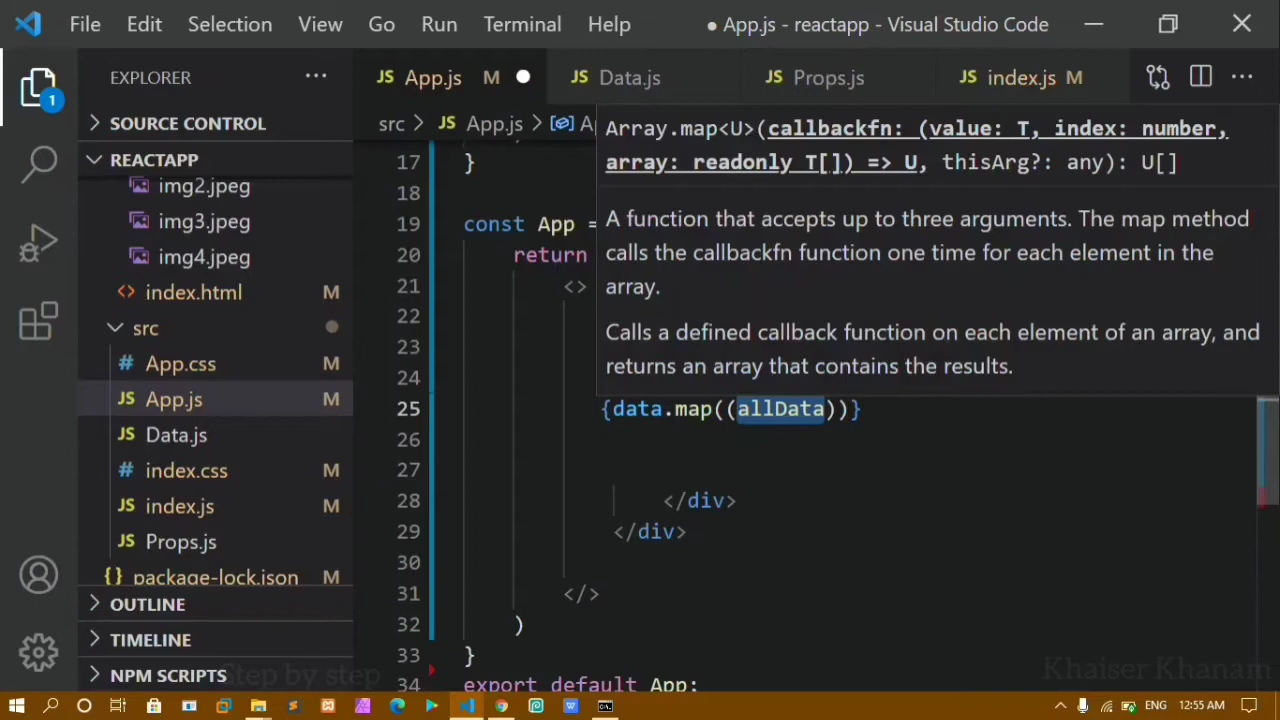 File Edit Selection View Go Run Terminal Help ● App.js - reactapp - Visual Studio Code
EXPLORER ···
App.js M
Data.js
Props.js
index.js M
1
SOURCE CONTROL
REACTAPP
img2.jpeg
img3.jpeg
img4.jpeg
index.html M
src
App.css M
App.js M
Data.js
index.css M
index.js M
Props.js
package-lock.json M
OUTLINE
TIMELINE
NPM SCRIPTS
src > JS App.js >
Array.map<U>(callbackfn: (value: T, index: number,
array: readonly T[]) => U, thisArg?: any): U[]
A function that accepts up to three arguments. The map method
calls the callbackfn function one time for each element in the
array.
Calls a defined callback function on each element of an array, and
returns an array that contains the results.
17 }
18
19 const App =
20 return
21 <>
22
23
24
25 {data.map((allData))}
26
27
28 </div>
29 </div>
30
31 </>
32 )
33 }
34 export default App;
Step by step
Khaiser Khanam
ENG 12:55 AM